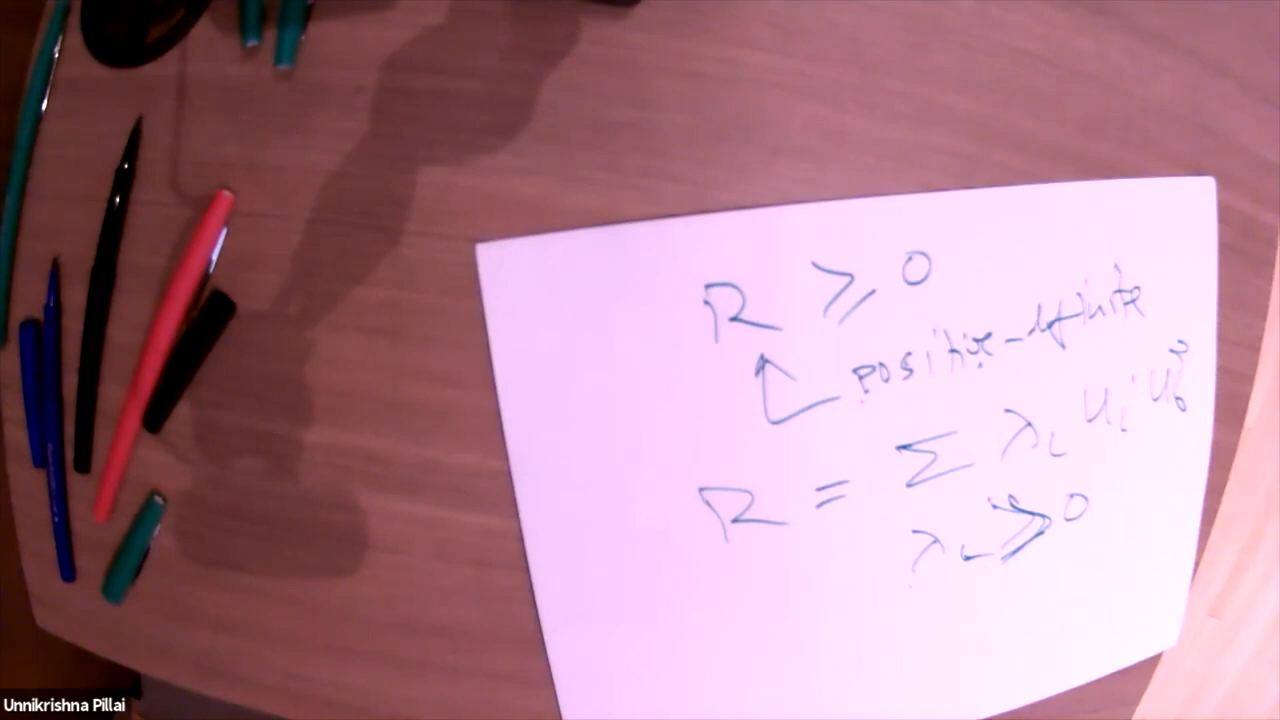 R ≥ 0
positive-definite
R = Σ λi ui ui*
λi ≥ 0
Unnikrishna Pillai